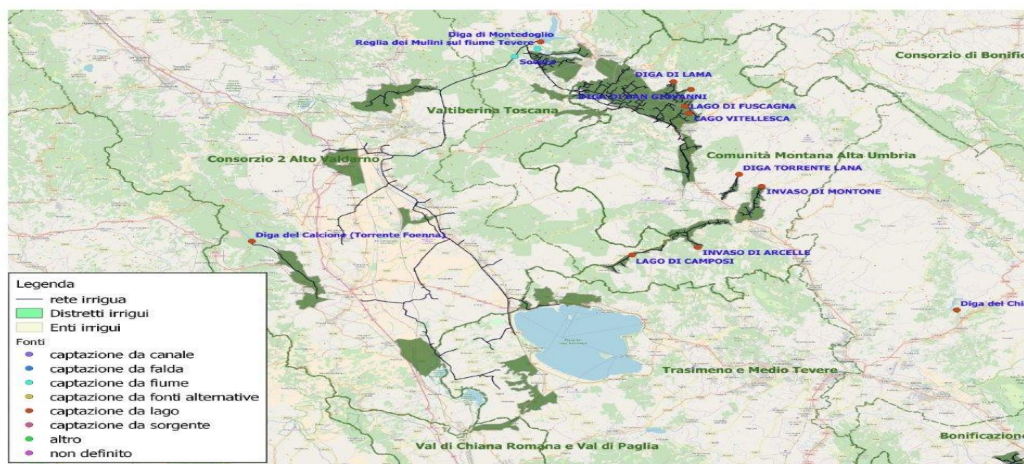 Diga di Montedoglio
Reglia dei Mulini sul fiume Tevere
Consorzio di Bonific
DIGA DI LAMA
DIGA DI SAN GIOVANNI
LAGO DI FUSCAGNA
LAGO VITELLESCA
Valtiberina Toscana
Consorzio 2 Alto Valdarno
Comunità Montana Alta Umbria
DIGA TORRENTE LANA
INVASO DI MONTONE
Diga del Calcione (Torrente Foenna)
INVASO DI ARCELLE
LAGO DI CAMPOSI
Diga del Chi
Trasimeno e Medio Tevere
Val di Chiana Romana e Val di Paglia
Bonificazion
Legenda
rete irrigua
Distretti irrigui
Enti irrigui
Fonti
captazione da canale
captazione da falda
captazione da fiume
captazione da fonti alternative
captazione da lago
captazione da sorgente
altro
non definito